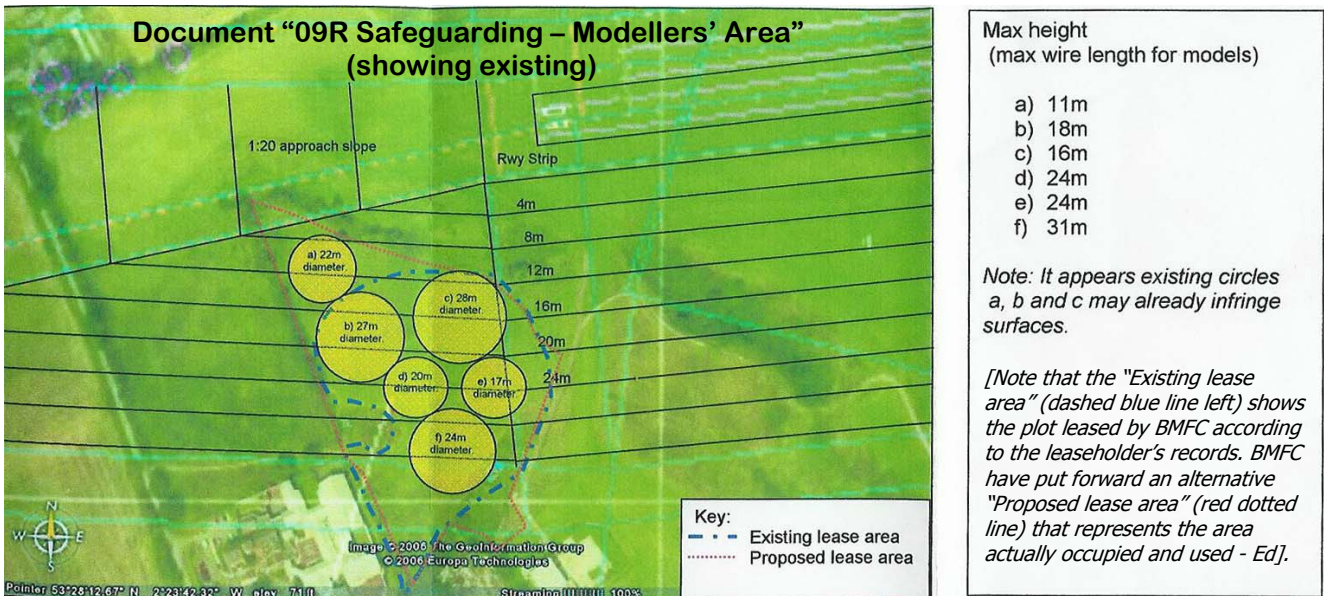 Document “09R Safeguarding – Modellers’ Area”
(showing existing)
1:20 approach slope
Rwy Strip
4m
8m
12m
16m
20m
24m
a) 22m
diameter.
b) 27m
diameter.
c) 28m
diameter.
d) 20m
diameter.
e) 17m
diameter.
f) 24m
diameter.
N
W E
S
Image © 2006 The GeoInformation Group
© 2006 Europa Technologies
Pointer 53°28'12.67" N 2°23'42.32" W elev 71 ft
Streaming |||||||||| 100%
Key:
Existing lease area
Proposed lease area
Max height
(max wire length for models)
a) 11m
b) 18m
c) 16m
d) 24m
e) 24m
f) 31m
Note: It appears existing circles
a, b and c may already infringe
surfaces.
[Note that the “Existing lease
area” (dashed blue line left) shows
the plot leased by BMFC according
to the leaseholder’s records. BMFC
have put forward an alternative
“Proposed lease area” (red dotted
line) that represents the area
actually occupied and used - Ed].